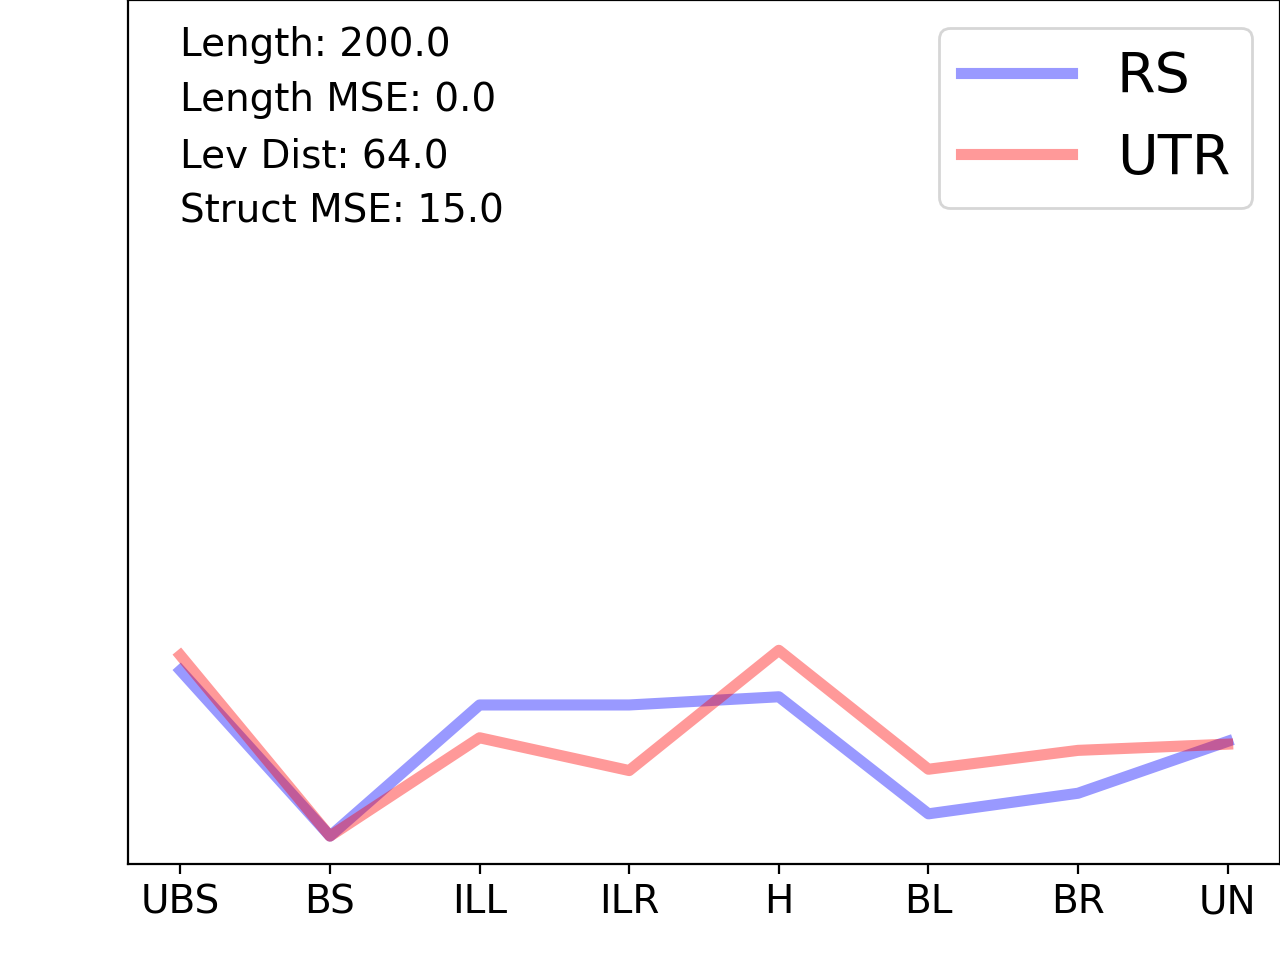 Length: 200.0
Length MSE: 0.0
Lev Dist: 64.0
Struct MSE: 15.0
RS
UTR
UBS BS ILL ILR H BL BR UN